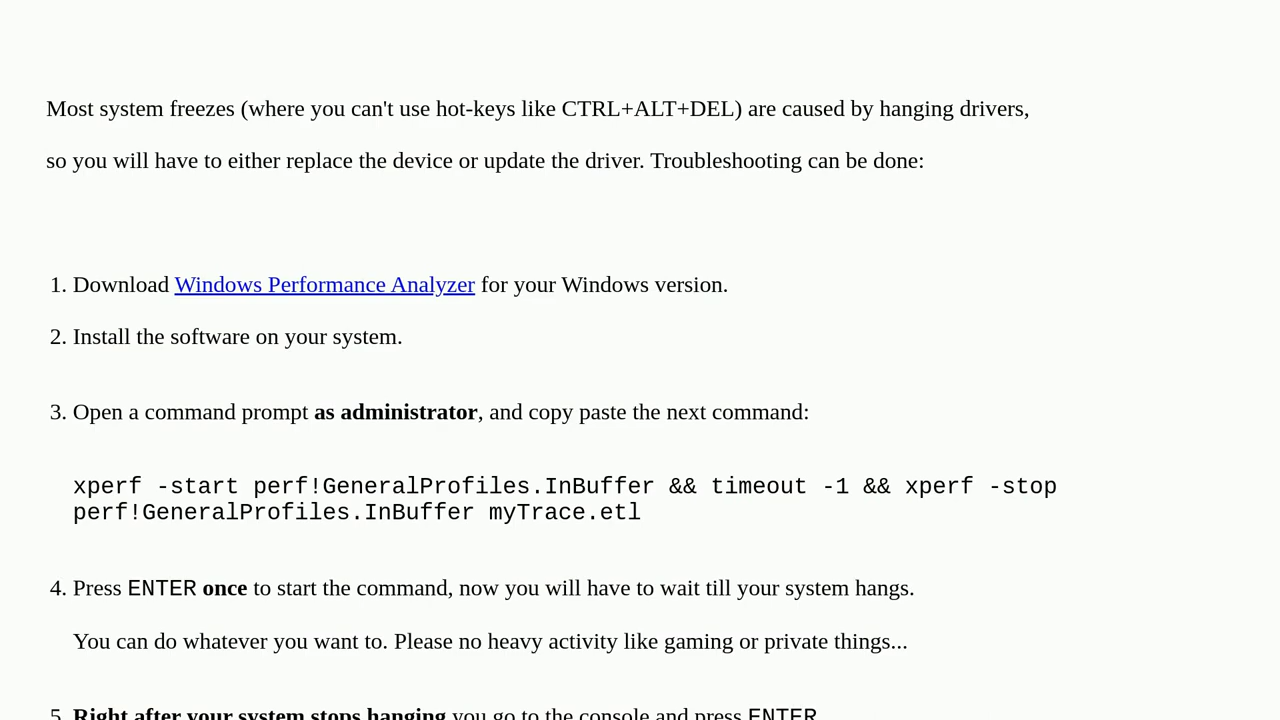 Most system freezes (where you can't use hot-keys like CTRL+ALT+DEL) are caused by hanging drivers,
so you will have to either replace the device or update the driver. Troubleshooting can be done:
1. Download Windows Performance Analyzer for your Windows version.
2. Install the software on your system.
3. Open a command prompt as administrator, and copy paste the next command:
xperf -start perf!GeneralProfiles.InBuffer && timeout -1 && xperf -stop
perf!GeneralProfiles.InBuffer myTrace.etl
4. Press ENTER once to start the command, now you will have to wait till your system hangs.
You can do whatever you want to. Please no heavy activity like gaming or private things...
5. Right after your system stops hanging you go to the console and press ENTER